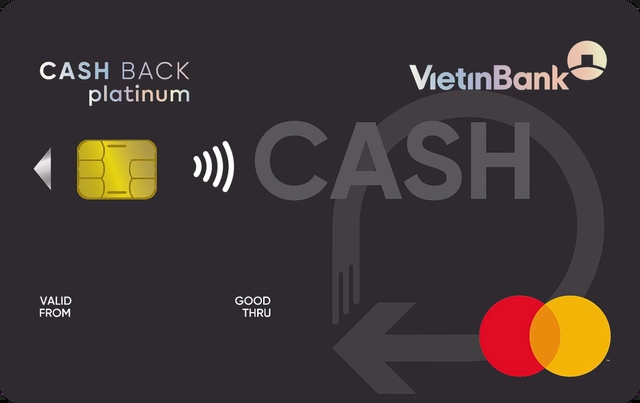 CASH BACK
platinum
VietinBank
CASH
VALID
FROM
GOOD
THRU